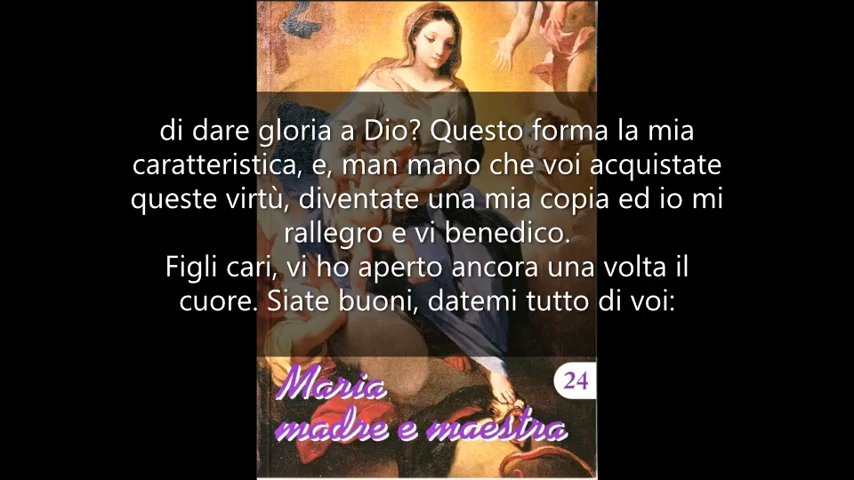 di dare gloria a Dio? Questo forma la mia
caratteristica, e, man mano che voi acquistate
queste virtù, diventate una mia copia ed io mi
rallegro e vi benedico.
Figli cari, vi ho aperto ancora una volta il
cuore. Siate buoni, datemi tutto di voi:
24
Maria
madre e maestra